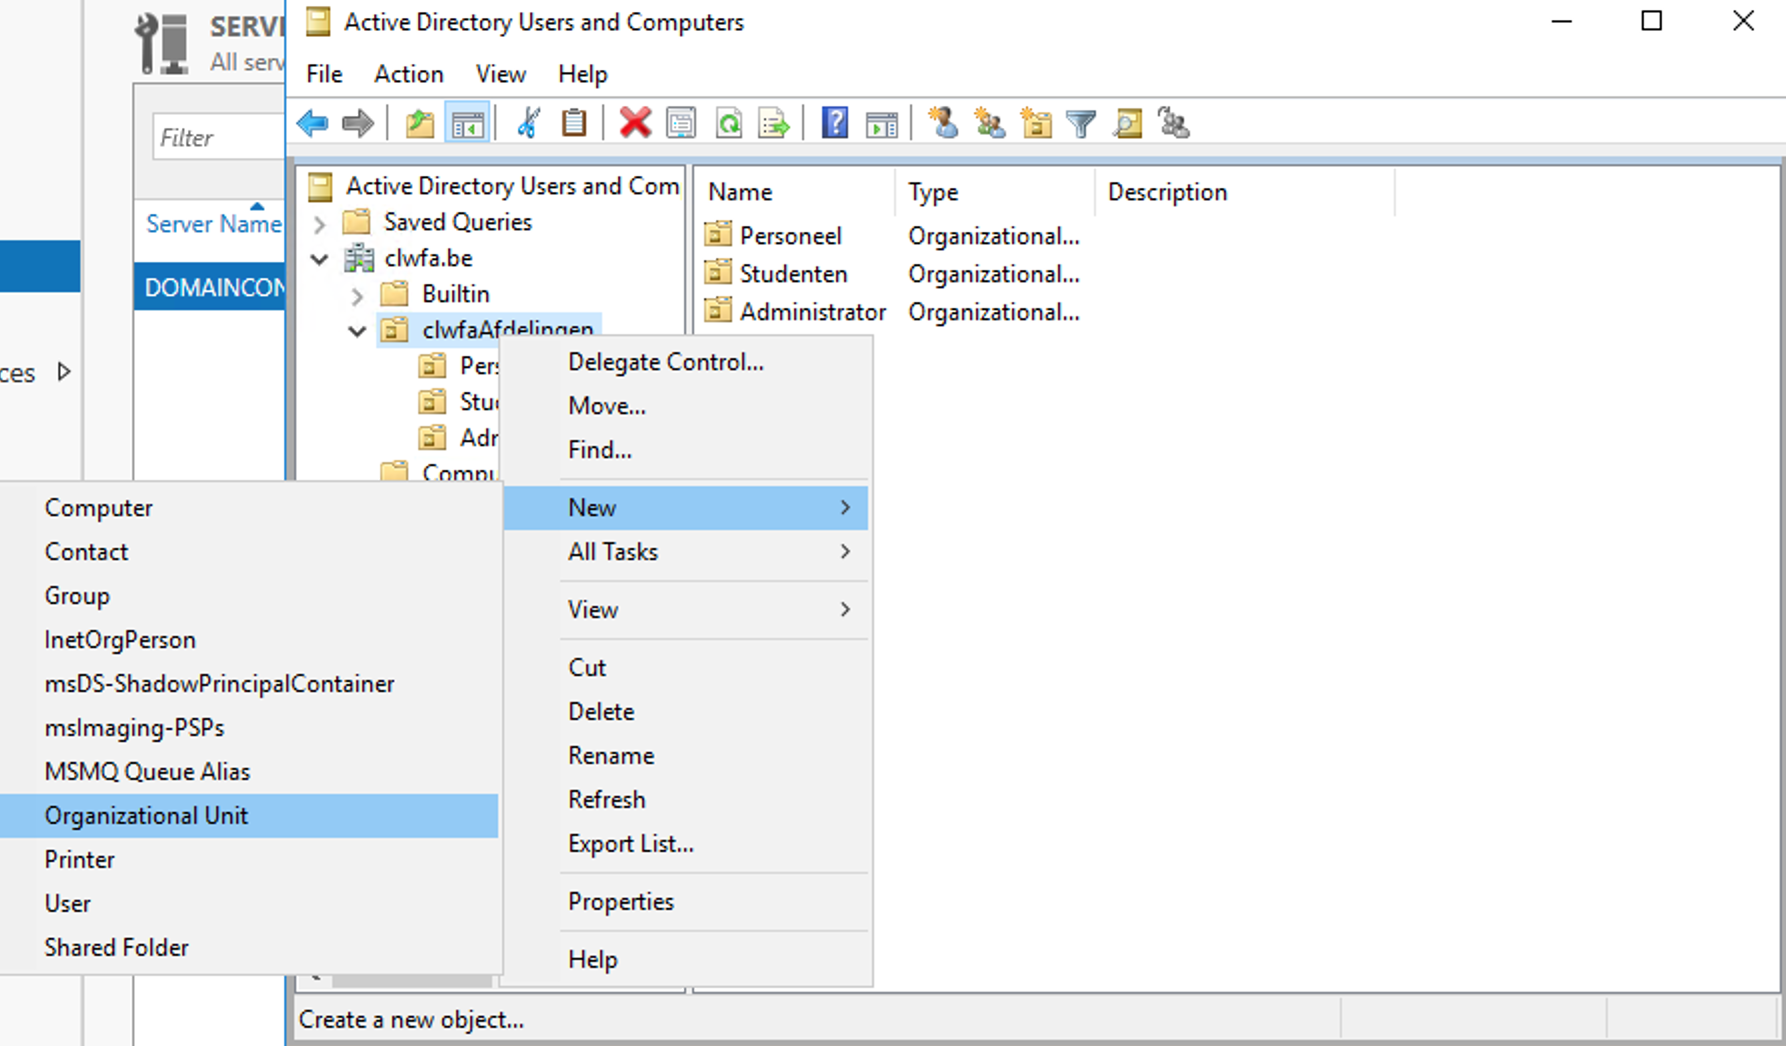 SERVE
All serv
Filter
Server Name
DOMAINCON
ces
Active Directory Users and Computers
File Action View Help
Active Directory Users and Com
Saved Queries
clwfa.be
Builtin
clwfaAfdelingen
Pers
Stu
Adr
Compu
Name Type Description
Personeel Organizational...
Studenten Organizational...
Administrator Organizational...
Delegate Control...
Move...
Find...
New
All Tasks
View
Cut
Delete
Rename
Refresh
Export List...
Properties
Help
Computer
Contact
Group
InetOrgPerson
msDS-ShadowPrincipalContainer
msImaging-PSPs
MSMQ Queue Alias
Organizational Unit
Printer
User
Shared Folder
Create a new object...